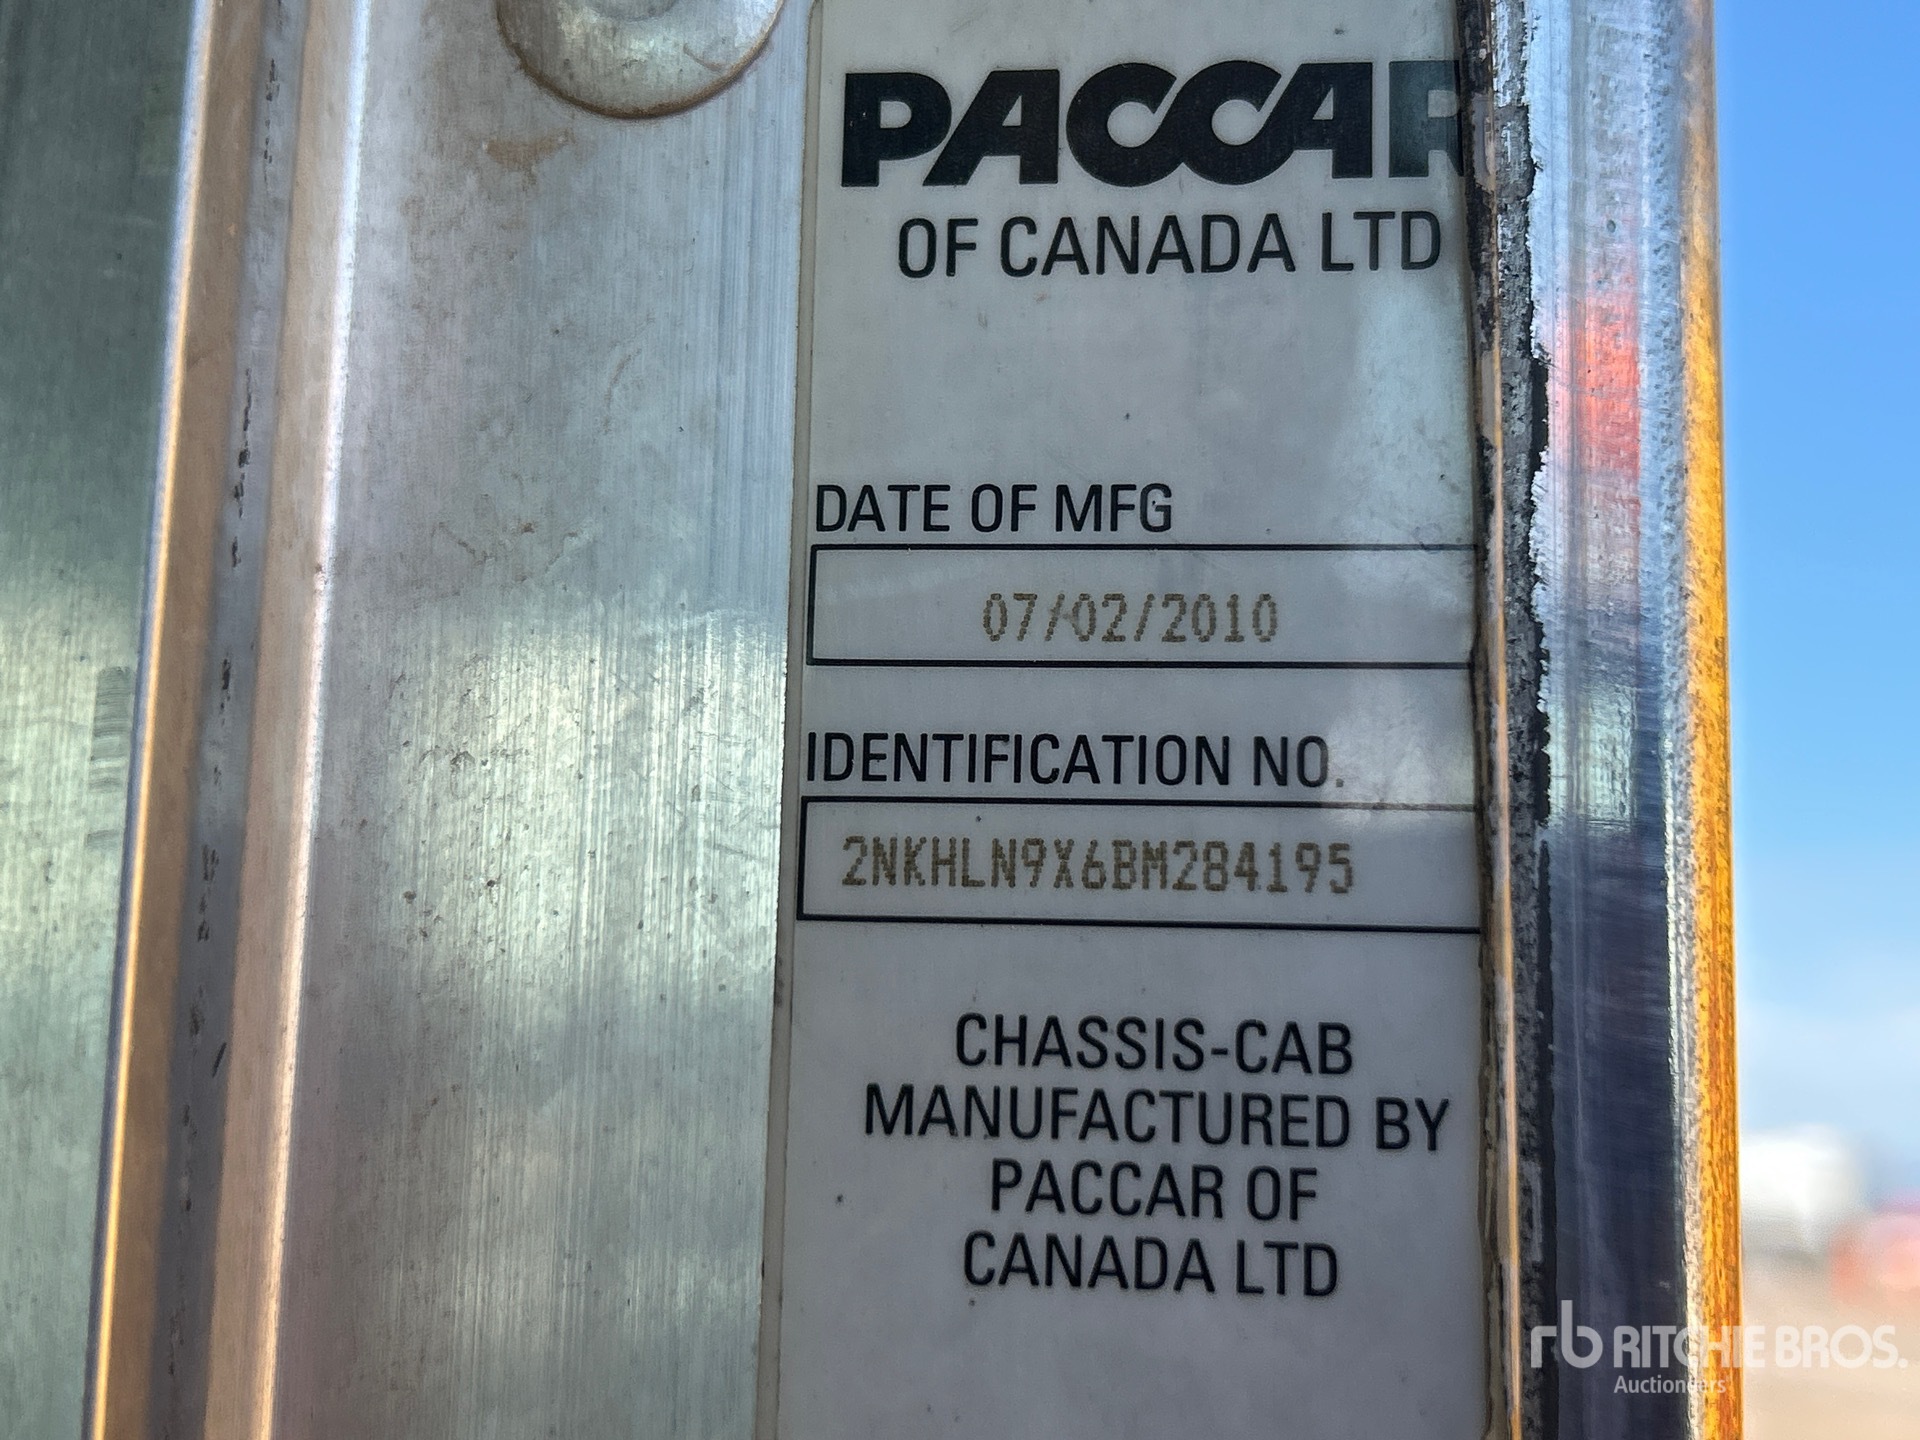 PACCAR
OF CANADA LTD
DATE OF MFG
07/02/2010
IDENTIFICATION NO.
2NKHLN9X6BM284195
CHASSIS-CAB
MANUFACTURED BY
PACCAR OF
CANADA LTD
rb RITCHIE BROS.
Auctioneers